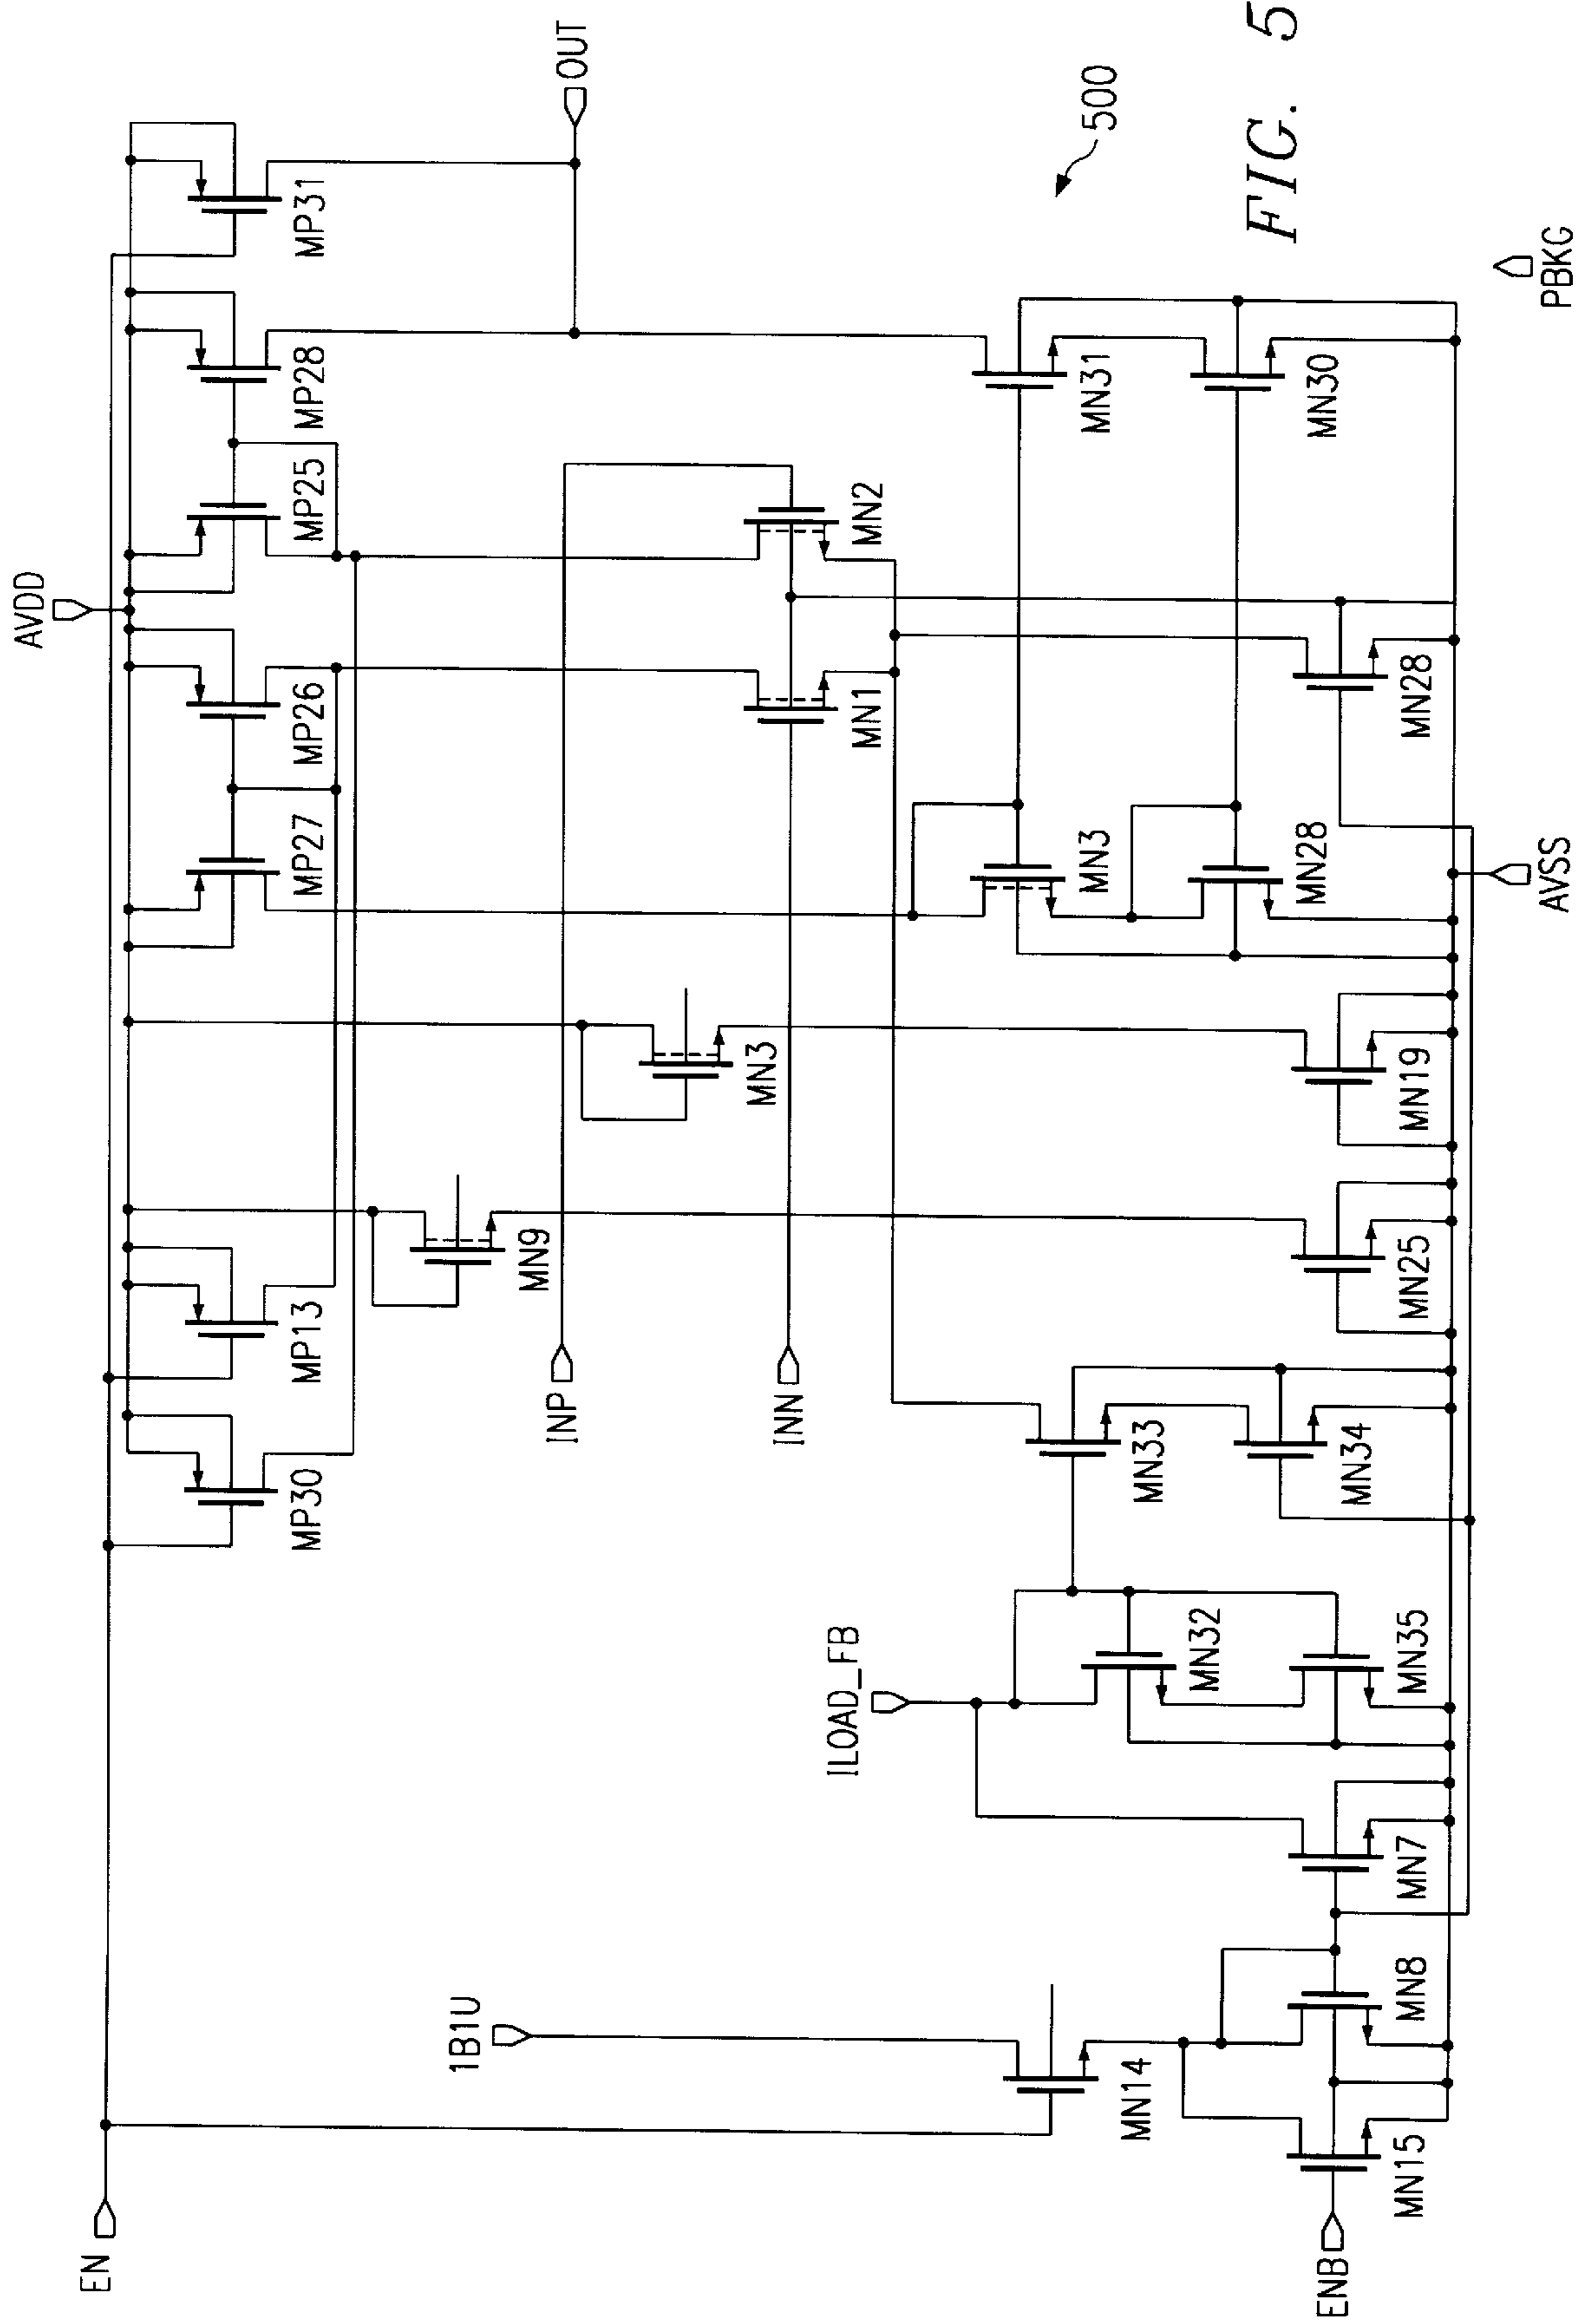 AVDD
EN
MP30
MP13
MP27
MP26
MP25
MP28
MP31
OUT
MN9
MN3
INP
INN
MN1
MN2
1B1U
ILOAD_FB
MN14
MN32
MN33
MN3
MN31
500
ENB
MN15
MN8
MN7
MN35
MN34
MN25
MN19
MN28
MN28
MN30
AVSS
PBKG
FIG. 5